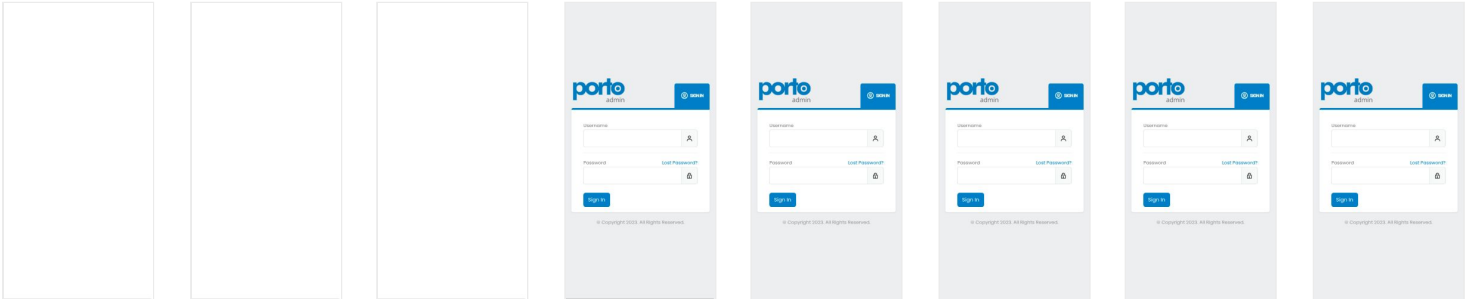 porto
admin
SIGN IN
Username
Password
Lost Password?
Sign In
© Copyright 2023. All Rights Reserved.
porto
admin
SIGN IN
Username
Password
Lost Password?
Sign In
© Copyright 2023. All Rights Reserved.
porto
admin
SIGN IN
Username
Password
Lost Password?
Sign In
© Copyright 2023. All Rights Reserved.
porto
admin
SIGN IN
Username
Password
Lost Password?
Sign In
© Copyright 2023. All Rights Reserved.
porto
admin
SIGN IN
Username
Password
Lost Password?
Sign In
© Copyright 2023. All Rights Reserved.